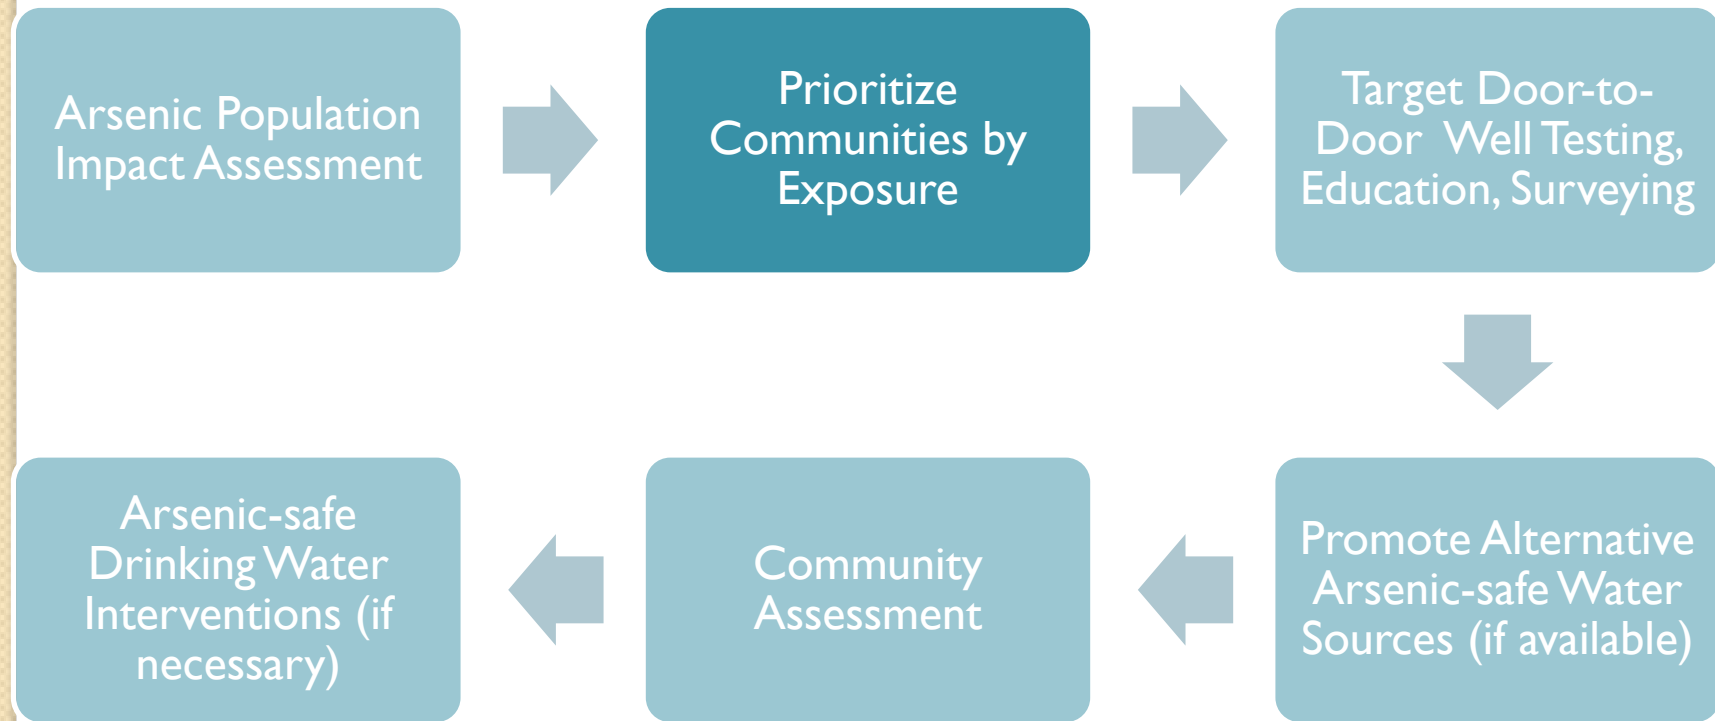 Arsenic Population
Impact Assessment
Prioritize
Communities by
Exposure
Target Door-to-
Door Well Testing,
Education, Surveying
Promote Alternative
Arsenic-safe Water
Sources (if available)
Community
Assessment
Arsenic-safe
Drinking Water
Interventions (if
necessary)